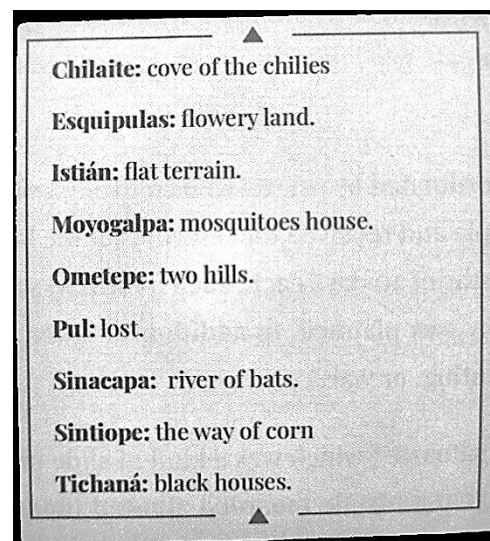 Chilaite: cove of the chilies
Esquipulas: flowery land.
Istián: flat terrain.
Moyogalpa: mosquitoes house.
Ometepe: two hills.
Pul: lost.
Sinacapa: river of bats.
Sintiope: the way of corn
Tichaná: black houses.